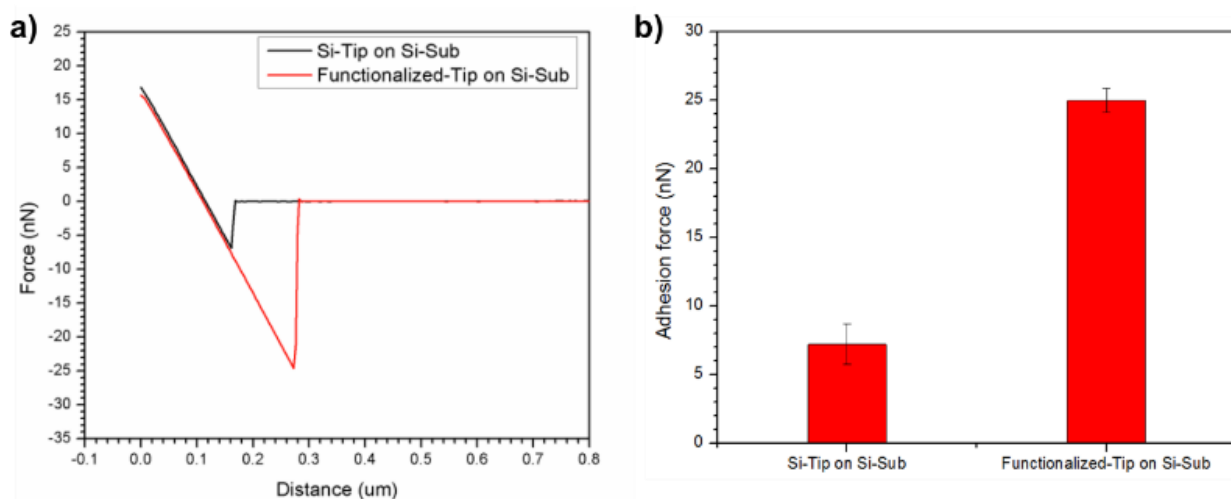 a)
Si-Tip on Si-Sub
Functionalized-Tip on Si-Sub
Force (nN)
25
20
15
10
5
0
-5
-10
-15
-20
-25
-30
-35
-0.1 0.0 0.1 0.2 0.3 0.4 0.5 0.6 0.7 0.8
Distance (um)
b)
Adhesion force (nN)
30
25
20
15
10
5
0
Si-Tip on Si-Sub Functionalized-Tip on Si-Sub